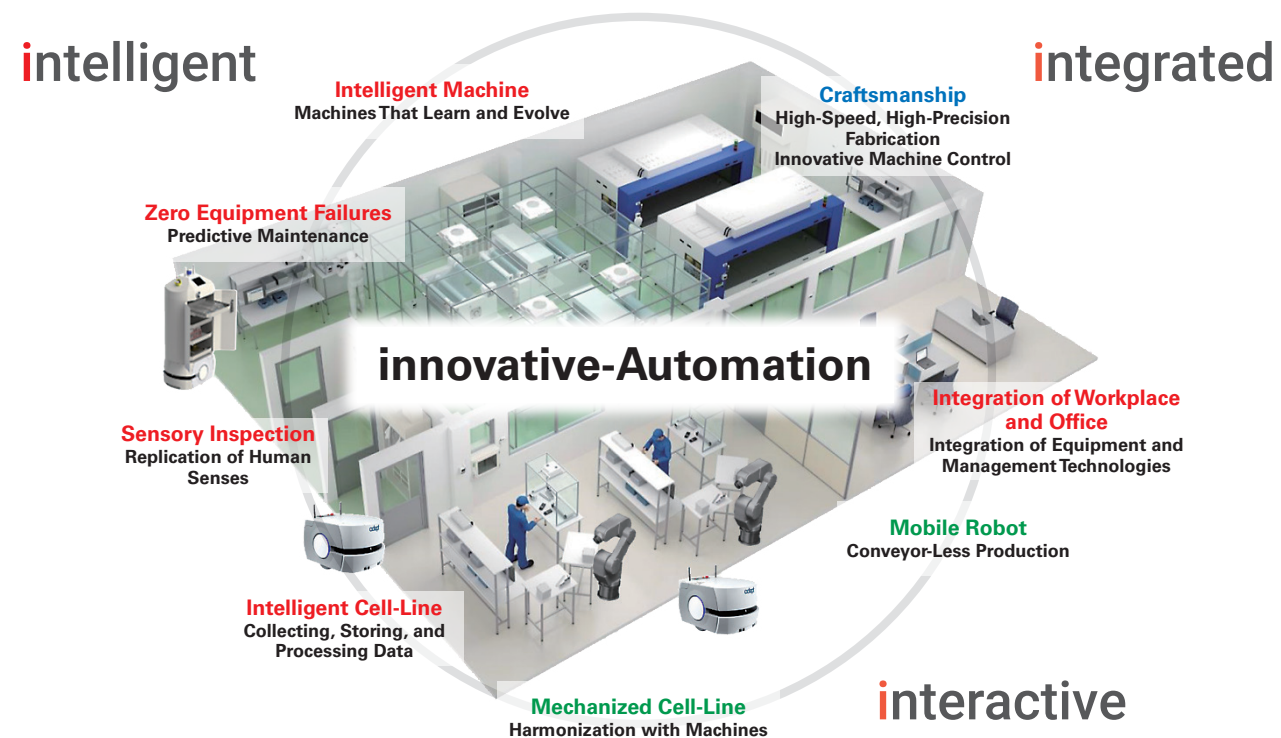 intelligent
integrated
Intelligent Machine
Machines That Learn and Evolve
Craftsmanship
High-Speed, High-Precision
Fabrication
Innovative Machine Control
Zero Equipment Failures
Predictive Maintenance
innovative-Automation
Integration of Workplace
and Office
Integration of Equipment and
Management Technologies
Sensory Inspection
Replication of Human
Senses
Mobile Robot
Conveyor-Less Production
adept
adept
Intelligent Cell-Line
Collecting, Storing, and
Processing Data
interactive
Mechanized Cell-Line
Harmonization with Machines